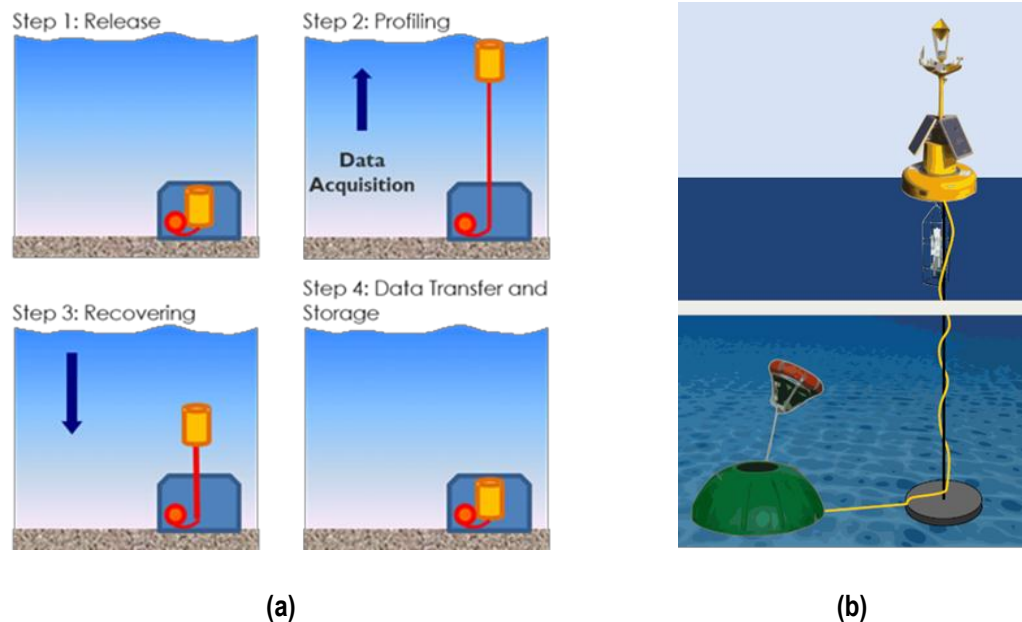 Step 1: Release
Step 2: Profiling
Data
Acquisition
Step 3: Recovering
Step 4: Data Transfer and
Storage
(a)
(b)